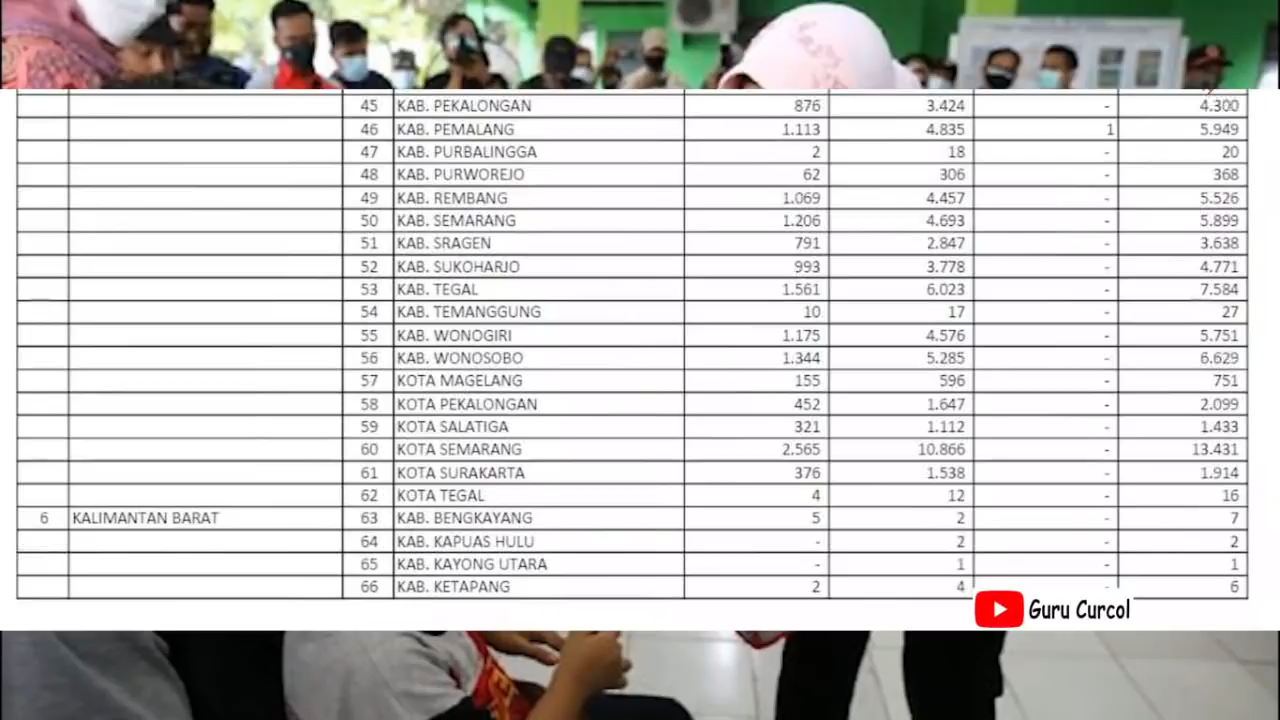 45 KAB. PEKALONGAN 876 3.424 - 4.300
46 KAB. PEMALANG 1.113 4.835 1 5.949
47 KAB. PURBALINGGA 2 18 - 20
48 KAB. PURWOREJO 62 306 - 368
49 KAB. REMBANG 1.069 4.457 - 5.526
50 KAB. SEMARANG 1.206 4.693 - 5.899
51 KAB. SRAGEN 791 2.847 - 3.638
52 KAB. SUKOHARJO 993 3.778 - 4.771
53 KAB. TEGAL 1.561 6.023 - 7.584
54 KAB. TEMANGGUNG 10 17 - 27
55 KAB. WONOGIRI 1.175 4.576 - 5.751
56 KAB. WONOSOBO 1.344 5.285 - 6.629
57 KOTA MAGELANG 155 596 - 751
58 KOTA PEKALONGAN 452 1.647 - 2.099
59 KOTA SALATIGA 321 1.112 - 1.433
60 KOTA SEMARANG 2.565 10.866 - 13.431
61 KOTA SURAKARTA 376 1.538 - 1.914
62 KOTA TEGAL 4 12 - 16
6 KALIMANTAN BARAT 63 KAB. BENGKAYANG 5 2 - 7
64 KAB. KAPUAS HULU - 2 - 2
65 KAB. KAYONG UTARA - 1 - 1
66 KAB. KETAPANG 2 4 - 6
Guru Curcol